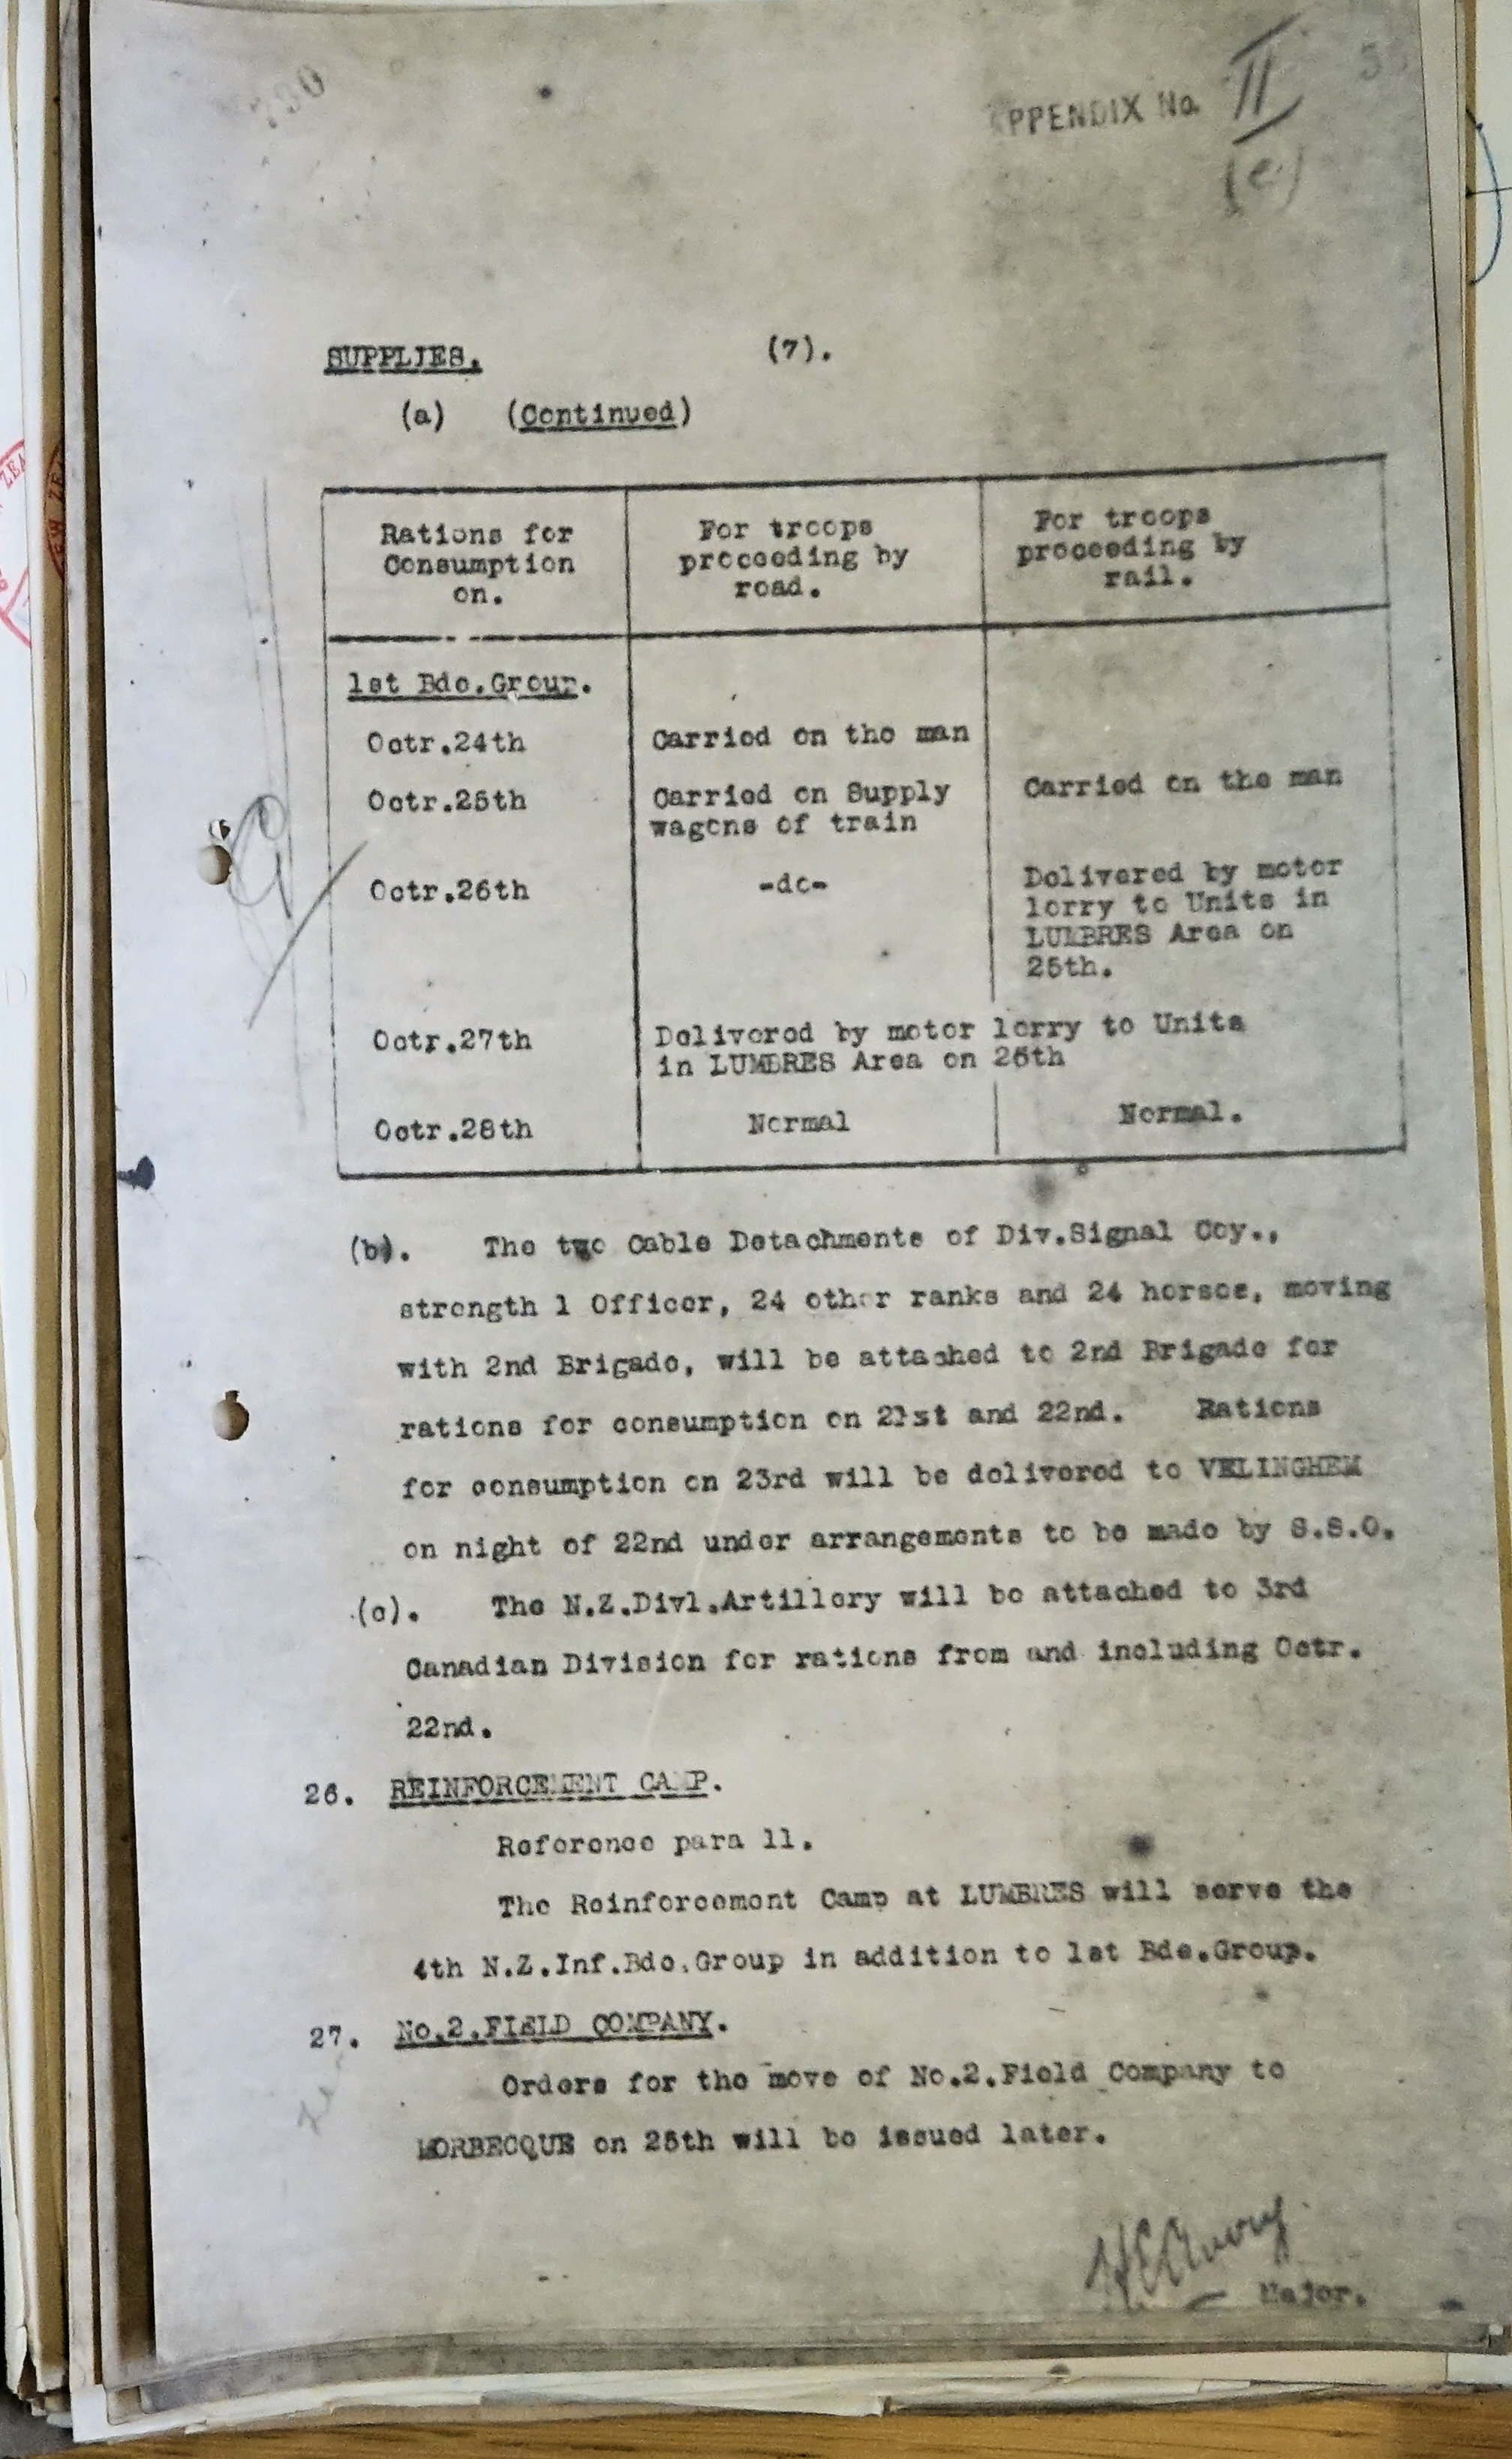 730
APPENDIX No. II
(e)
SUPPLIES. (7).
(a) (Continued)
Rations for Consumption on.
For troops proceeding by road.
For troops proceeding by rail.
1st Bde.Group.
Octr.24th Carried on the man
Octr.25th Carried on Supply wagons of train Carried on the man
Octr.26th -do- Delivered by motor lorry to Units in LUMBRES Area on 25th.
Octr.27th Delivered by motor lorry to Units in LUMBRES Area on 26th
Octr.28th Normal Normal.
(b). The two Cable Detachments of Div.Signal Coy.,
strength 1 Officer, 24 other ranks and 24 horses, moving
with 2nd Brigade, will be attached to 2nd Brigade for
rations for consumption on 21st and 22nd. Rations
for consumption on 23rd will be delivered to VELINGHEM
on night of 22nd under arrangements to be made by S.S.O.
(c). The N.Z.Divl.Artillery will be attached to 3rd
Canadian Division for rations from and including Octr.
22nd.
26. REINFORCEMENT CAMP.
Reference para 11.
The Reinforcement Camp at LUMBRES will serve the
4th N.Z.Inf.Bde.Group in addition to 1st Bde.Group.
27. No.2.FIELD COMPANY.
Orders for the move of No.2.Field Company to
MORBECQUE on 25th will be issued later.
H E Avery
Major.